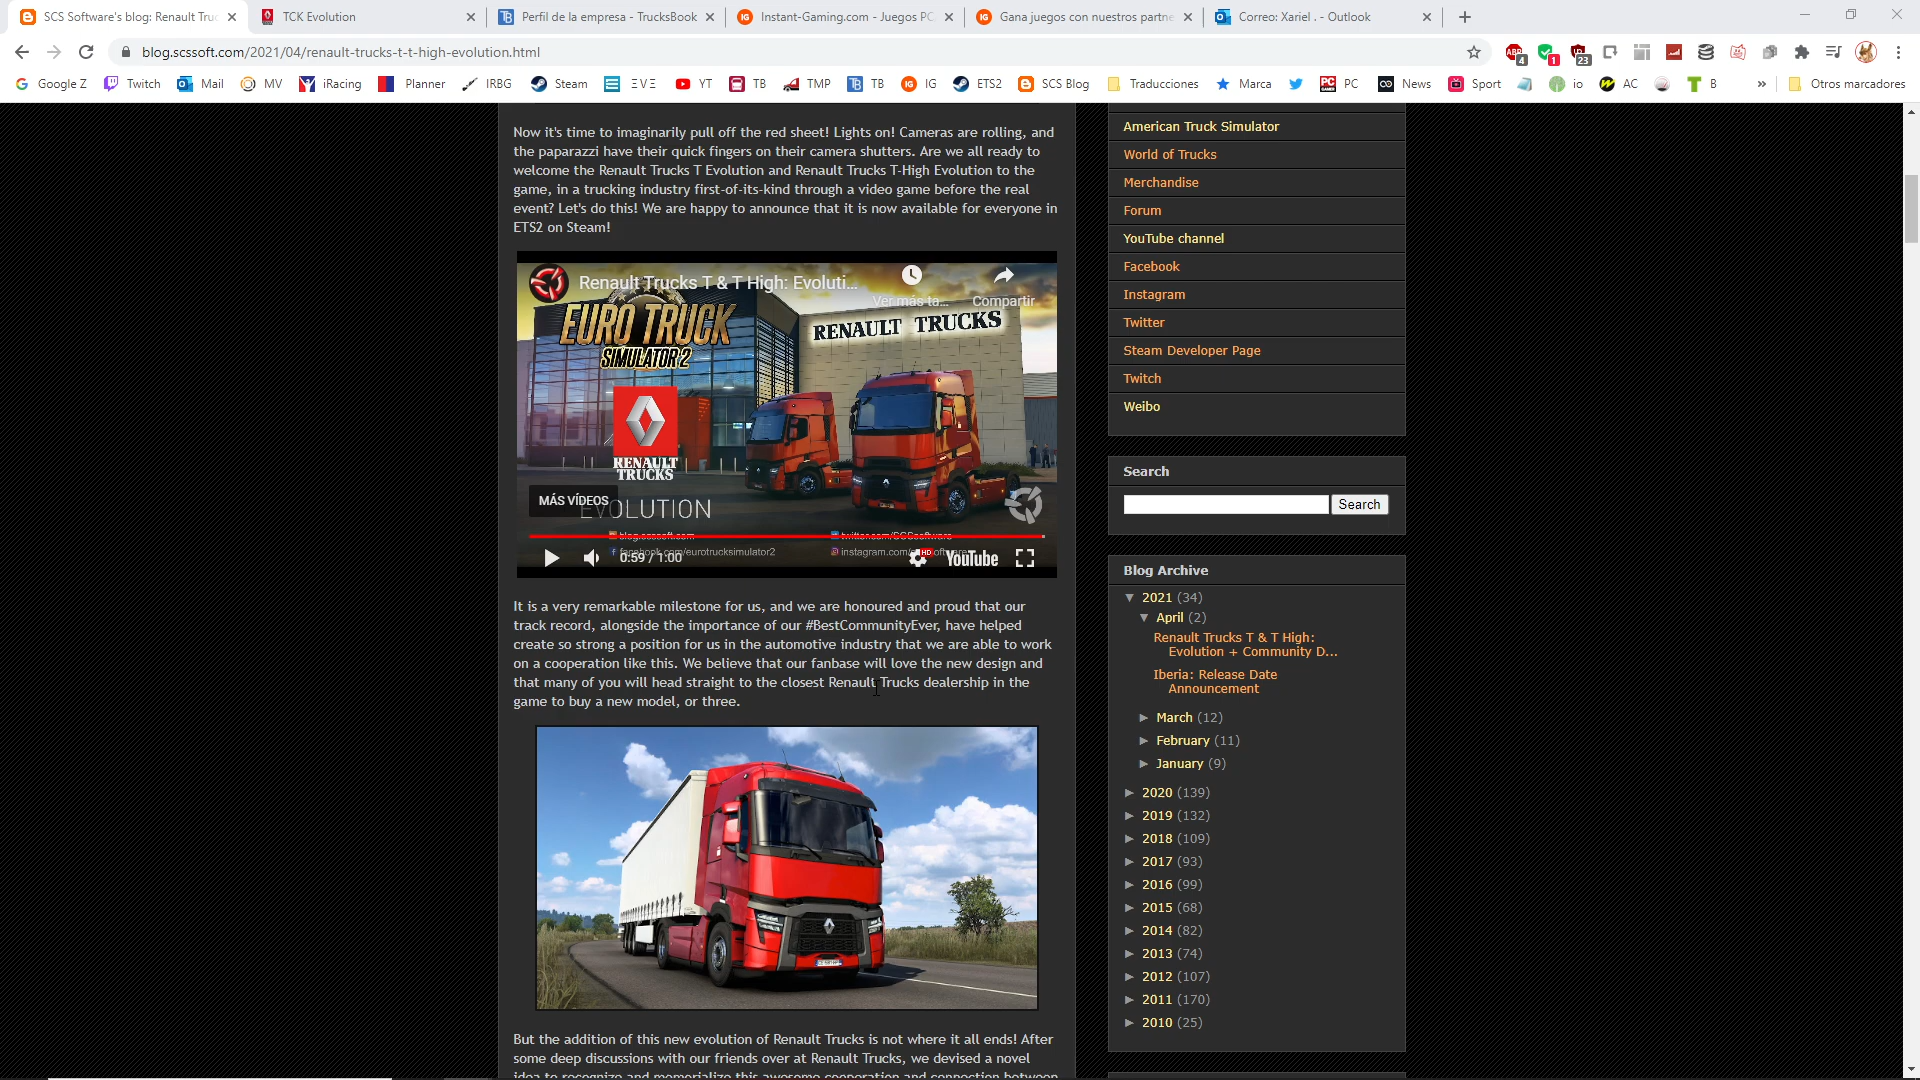 SCS Software's blog: Renault Truc
TCK Evolution
Perfil de la empresa - TrucksBook
Instant-Gaming.com - Juegos PC
Gana juegos con nuestros partne
Correo: Xariel . - Outlook
blog.scssoft.com/2021/04/renault-trucks-t-t-high-evolution.html
ABP
4
1
23
Google Z
Twitch
Mail
MV
iRacing
Planner
IRBG
Steam
YT
TB
TMP
TB
IG
ETS2
SCS Blog
Traducciones
Marca
PC
News
Sport
io
AC
B
Otros marcadores
Now it's time to imaginarily pull off the red sheet! Lights on! Cameras are rolling, and
the paparazzi have their quick fingers on their camera shutters. Are we all ready to
welcome the Renault Trucks T Evolution and Renault Trucks T-High Evolution to the
game, in a trucking industry first-of-its-kind through a video game before the real
event? Let's do this! We are happy to announce that it is now available for everyone in
ETS2 on Steam!
Renault Trucks T & T High: Evoluti...
Ver más ta...
Compartir
EURO TRUCK
SIMULATOR 2
RENAULT TRUCKS
RENAULT
TRUCKS
MÁS VÍDEOS
EVOLUTION
blog.scssoft.com
twitter.com/SCSsoftware
facebook.com/eurotrucksimulator2
0:59 / 1:00
HD
YouTube
It is a very remarkable milestone for us, and we are honoured and proud that our
track record, alongside the importance of our #BestCommunityEver, have helped
create so strong a position for us in the automotive industry that we are able to work
on a cooperation like this. We believe that our fanbase will love the new design and
that many of you will head straight to the closest Renault Trucks dealership in the
game to buy a new model, or three.
But the addition of this new evolution of Renault Trucks is not where it all ends! After
some deep discussions with our friends over at Renault Trucks, we devised a novel
idea to recognize and memorialize this awesome cooperation and connection between
American Truck Simulator
World of Trucks
Merchandise
Forum
YouTube channel
Facebook
Instagram
Twitter
Steam Developer Page
Twitch
Weibo
Search
Search
Blog Archive
▼ 2021 (34)
▼ April (2)
Renault Trucks T & T High:
Evolution + Community D...
Iberia: Release Date
Announcement
► March (12)
► February (11)
► January (9)
► 2020 (139)
► 2019 (132)
► 2018 (109)
► 2017 (93)
► 2016 (99)
► 2015 (68)
► 2014 (82)
► 2013 (74)
► 2012 (107)
► 2011 (170)
► 2010 (25)